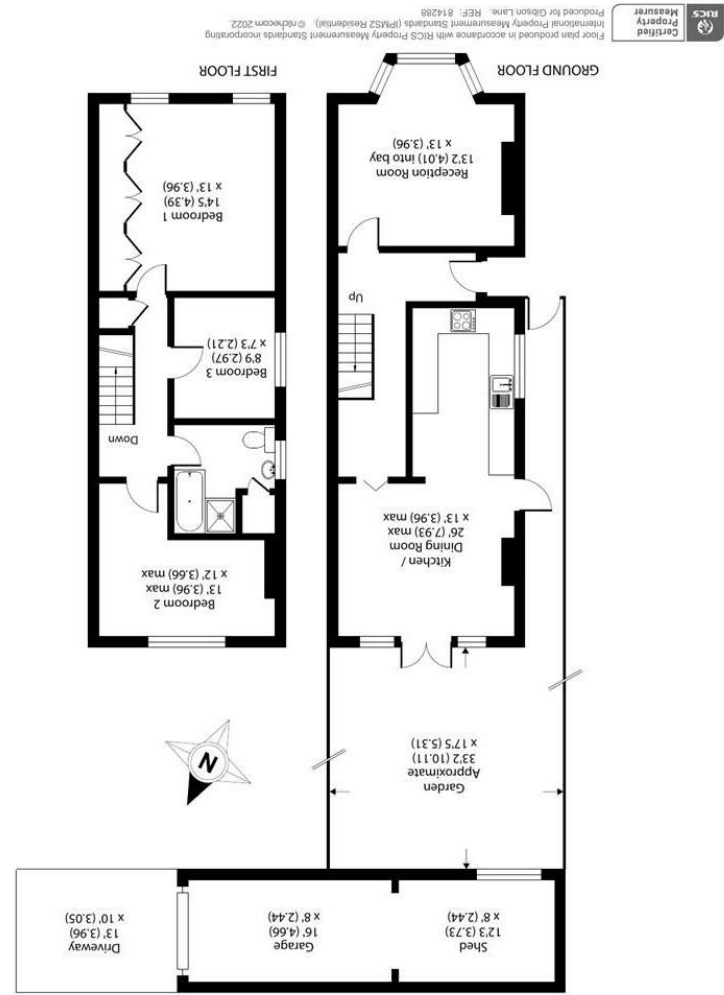 Driveway
13' (3.96)
x 10' (3.05)
Garage
16' (4.66)
x 8' (2.44)
Shed
12'3 (3.73)
x 8' (2.44)
Garden
Approximate
33'2 (10.11)
x 17'5 (5.31)
N
Kitchen /
Dining Room
26' (7.93) max
x 13' (3.96) max
Up
Reception Room
13'2 (4.01) into bay
x 13' (3.96)
GROUND FLOOR
Bedroom 2
13' (3.96) max
x 12' (3.66) max
Down
Bedroom 3
8'9 (2.97)
x 7'3 (2.21)
Bedroom 1
14'5 (4.39)
x 13' (3.96)
FIRST FLOOR
RICS
Certified
Property
Measurer
Floor plan produced in accordance with RICS Property Measurement Standards incorporating
International Property Measurement Standards (IPMS2 Residential). © nichecom 2022.
Produced for Gibson Lane. REF: 814288